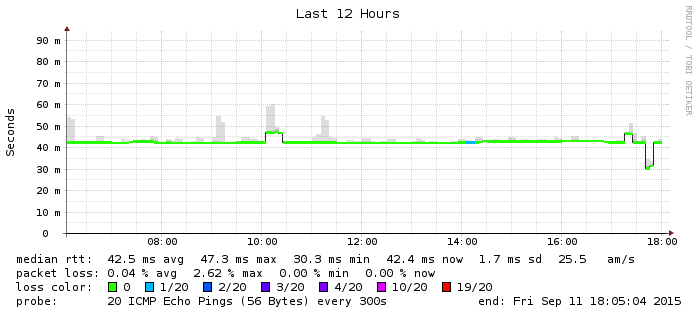 Last 12 Hours
RRDTOOL / TOBI OETIKER
Seconds
90 m
80 m
70 m
60 m
50 m
40 m
30 m
20 m
10 m
0
08:00 10:00 12:00 14:00 16:00 18:00
median rtt: 42.5 ms avg 47.3 ms max 30.3 ms min 42.4 ms now 1.7 ms sd 25.5 am/s
packet loss: 0.04 % avg 2.62 % max 0.00 % min 0.00 % now
loss color: 0 1/20 2/20 3/20 4/20 10/20 19/20
probe: 20 ICMP Echo Pings (56 Bytes) every 300s end: Fri Sep 11 18:05:04 2015